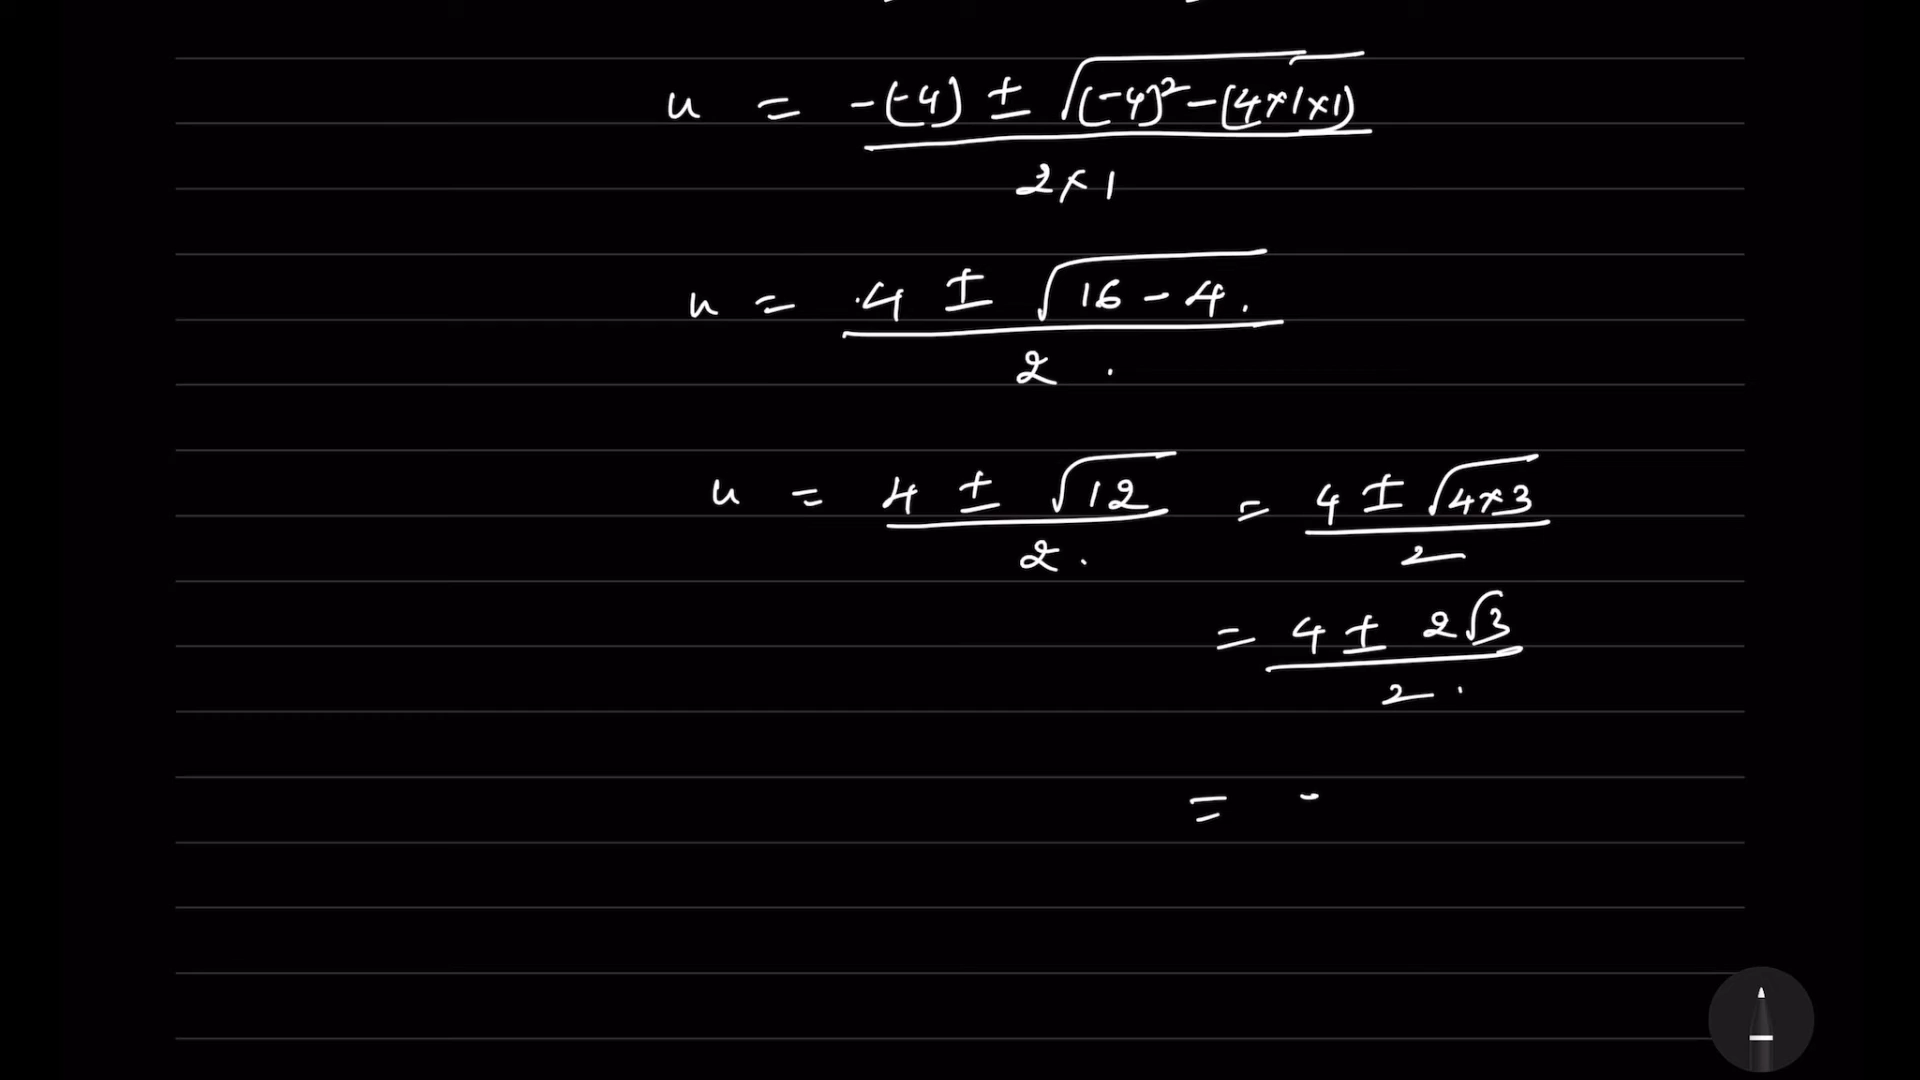 u = -(-4) ± √(-4)² - (4×1×1)
2×1
u = 4 ± √16 - 4.
2.
u = 4 ± √12 = 4 ± √4×3
2. 2
= 4 ± 2√3
2.
=